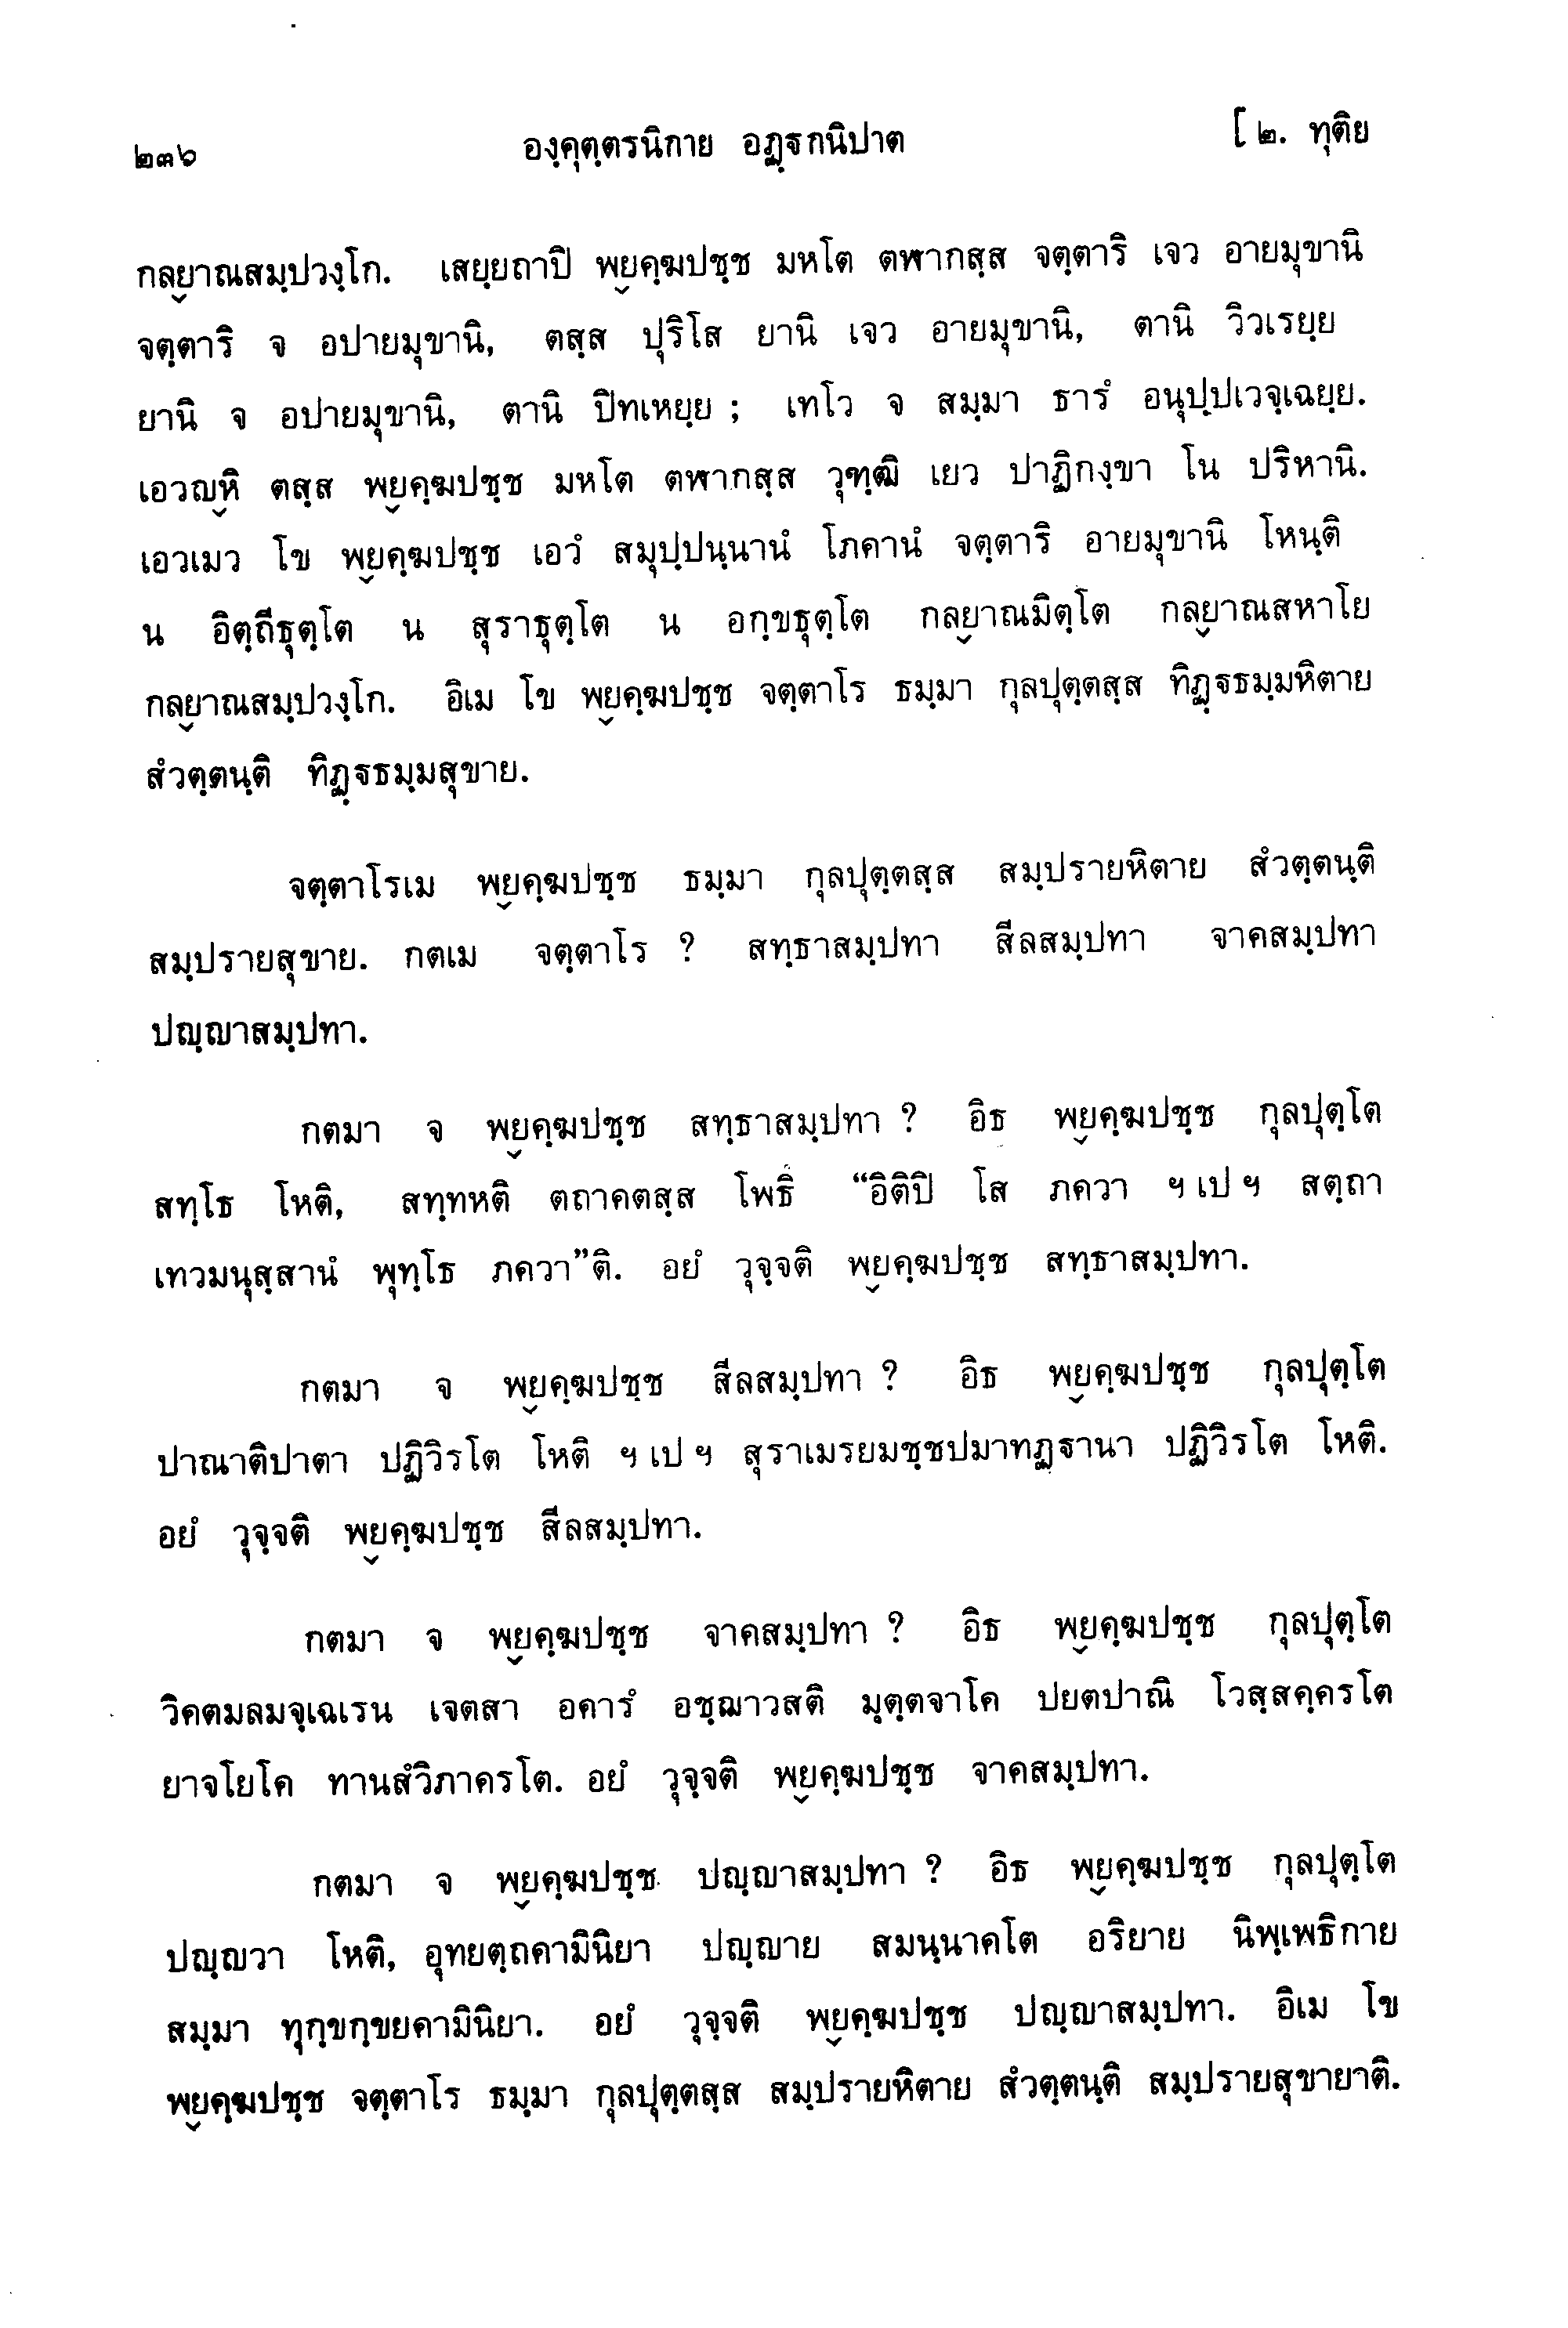 ๒๓๖ องฺคุตฺตรนิกาย อฏฺฐกนิปาต [ ๒. ทุติย
กลฺยาณสมฺปวงฺโก. เสยฺยถาปิ พฺยคฺฆปชฺช มหโต ตฬากสฺส จตฺตาริ เจว อายมุขานิ
จตฺตาริ จ อปายมุขานิ, ตสฺส ปุริโส ยานิ เจว อายมุขานิ, ตานิ วิวเรยฺย
ยานิ จ อปายมุขานิ, ตานิ ปิทเหยฺย ; เทโว จ สมฺมา ธารํ อนุปฺปเวจฺเฉยฺย.
เอวญฺหิ ตสฺส พฺยคฺฆปชฺช มหโต ตฬากสฺส วุฑฺฒิ เยว ปาฏิกงฺขา โน ปริหานิ.
เอวเมว โข พฺยคฺฆปชฺช เอวํ สมุปฺปนฺนานํ โภคานํ จตฺตาริ อายมุขานิ โหนฺติ
น อิตฺถีธุตฺโต น สุราธุตฺโต น อกฺขธุตฺโต กลฺยาณมิตฺโต กลฺยาณสหาโย
กลฺยาณสมฺปวงฺโก. อิเม โข พฺยคฺฆปชฺช จตฺตาโร ธมฺมา กุลปุตฺตสฺส ทิฏฺฐธมฺมหิตาย
สํวตฺตนฺติ ทิฏฺฐธมฺมสุขาย.
จตฺตาโรเม พฺยคฺฆปชฺช ธมฺมา กุลปุตฺตสฺส สมฺปรายหิตาย สํวตฺตนฺติ
สมฺปรายสุขาย. กตเม จตฺตาโร ? สทฺธาสมฺปทา สีลสมฺปทา จาคสมฺปทา
ปญฺญาสมฺปทา.
กตมา จ พฺยคฺฆปชฺช สทฺธาสมฺปทา ? อิธ พฺยคฺฆปชฺช กุลปุตฺโต
สทฺโธ โหติ, สทฺทหติ ตถาคตสฺส โพธึ “อิติปิ โส ภควา ฯ เป ฯ สตฺถา
เทวมนุสฺสานํ พุทฺโธ ภควา”ติ. อยํ วุจฺจติ พฺยคฺฆปชฺช สทฺธาสมฺปทา.
กตมา จ พฺยคฺฆปชฺช สีลสมฺปทา ? อิธ พฺยคฺฆปชฺช กุลปุตฺโต
ปาณาติปาตา ปฏิวิรโต โหติ ฯ เป ฯ สุราเมรยมชฺชปมาทฏฺฐานา ปฏิวิรโต โหติ.
อยํ วุจฺจติ พฺยคฺฆปชฺช สีลสมฺปทา.
กตมา จ พฺยคฺฆปชฺช จาคสมฺปทา ? อิธ พฺยคฺฆปชฺช กุลปุตฺโต
วิคตมลมจฺเฉเรน เจตสา อคารํ อชฺฌาวสติ มุตฺตจาโค ปยตปาณิ โวสฺสคฺครโต
ยาจโยโค ทานสํวิภาครโต. อยํ วุจฺจติ พฺยคฺฆปชฺช จาคสมฺปทา.
กตมา จ พฺยคฺฆปชฺช ปญฺญาสมฺปทา ? อิธ พฺยคฺฆปชฺช กุลปุตฺโต
ปญฺญวา โหติ, อุทยตฺถคามินิยา ปญฺญาย สมนฺนาคโต อริยาย นิพฺเพธิกาย
สมฺมา ทุกฺขกฺขยคามินิยา. อยํ วุจฺจติ พฺยคฺฆปชฺช ปญฺญาสมฺปทา. อิเม โข
พฺยคฺฆปชฺช จตฺตาโร ธมฺมา กุลปุตฺตสฺส สมฺปรายหิตาย สํวตฺตนฺติ สมฺปรายสุขายาติ.